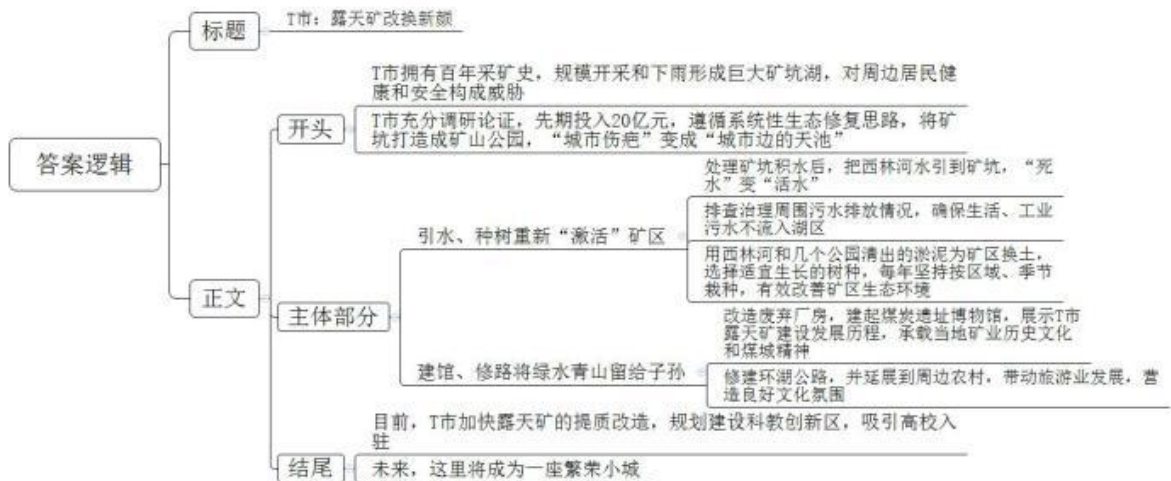 答案逻辑
标题
T市：露天矿改换新颜
正文
开头
T市拥有百年采矿史，规模开采和下雨形成巨大矿坑湖，对周边居民健
康和安全构成威胁
T市充分调研论证，先期投入20亿元，遵循系统性生态修复思路，将矿
坑打造成矿山公园，“城市伤疤”变成“城市边的天池”
主体部分
引水、种树重新“激活”矿区
处理矿坑积水后，把西林河水引到矿坑，“死
水”变“活水”
排查治理周围污水排放情况，确保生活、工业
污水不流入湖区
用西林河和几个公园清出的淤泥为矿区换土，
选择适宜生长的树种，每年坚持按区域、季节
栽种，有效改善矿区生态环境
建馆、修路将绿水青山留给子孙
改造废弃厂房，建起煤炭遗址博物馆，展示T市
露天矿建设发展历程，承载当地矿业历史文化
和煤城精神
修建环湖公路，并延展到周边农村，带动旅游业发展，营
造良好文化氛围
结尾
目前，T市加快露天矿的提质改造，规划建设科教创新区，吸引高校入
驻
未来，这里将成为一座繁荣小城